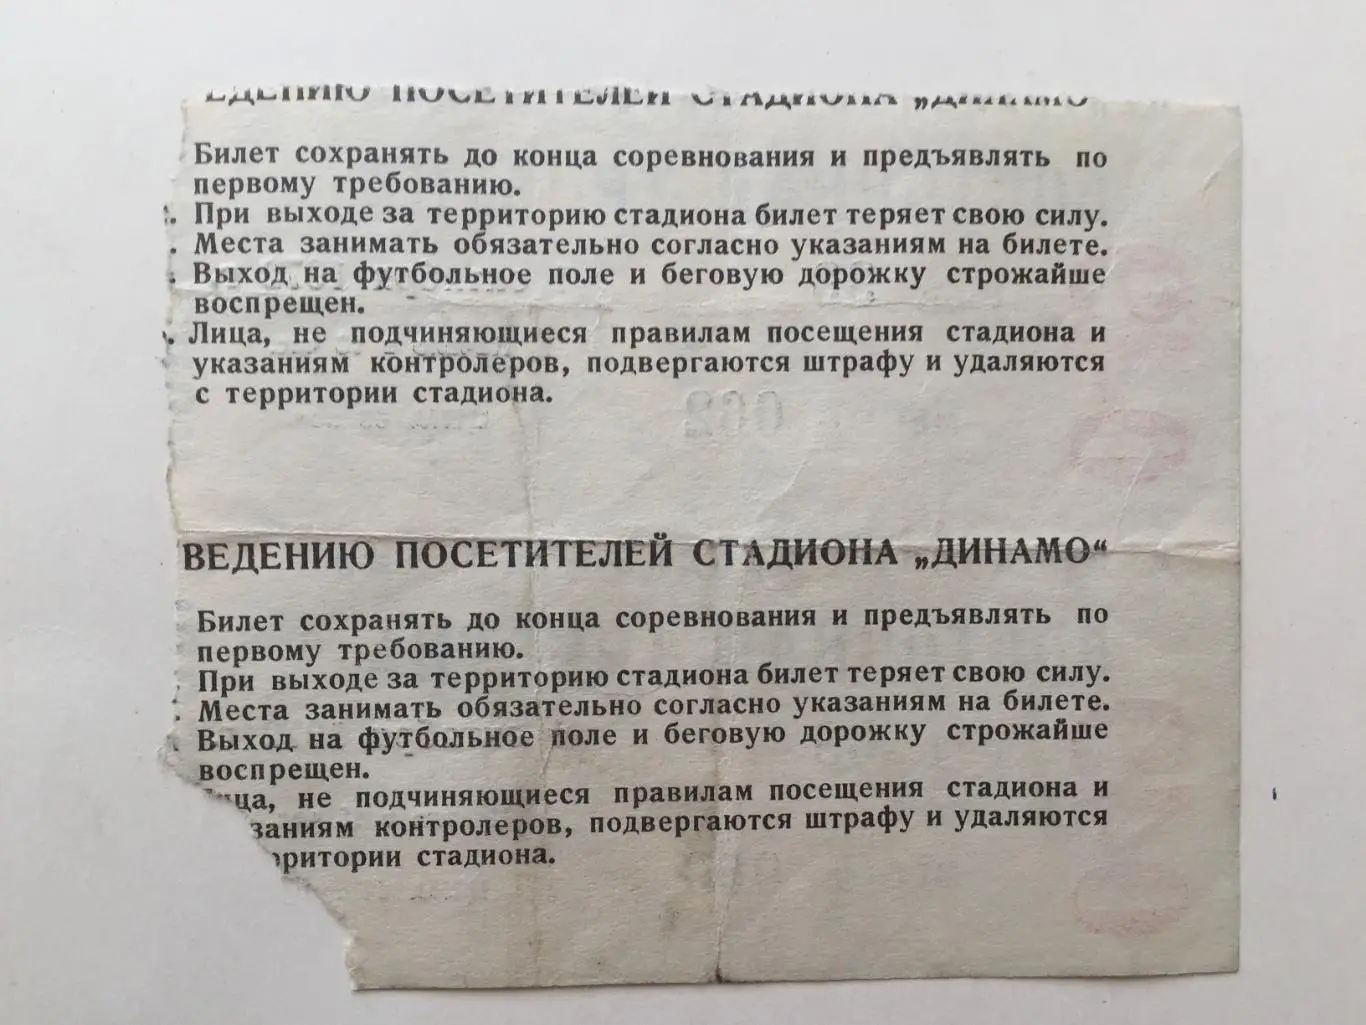 ЕДЕНИЮ ПОСЕТИТЕЛЕЙ СТАДИОНА „ДИНАМО
Билет сохранять до конца соревнования и предъявлять по
первому требованию.
. При выходе за территорию стадиона билет теряет свою силу.
. Места занимать обязательно согласно указаниям на билете.
. Выход на футбольное поле и беговую дорожку строжайше
воспрещен.
. Лица, не подчиняющиеся правилам посещения стадиона и
указаниям контролеров, подвергаются штрафу и удаляются
с территории стадиона.
ВЕДЕНИЮ ПОСЕТИТЕЛЕЙ СТАДИОНА „ДИНАМО“
Билет сохранять до конца соревнования и предъявлять по
первому требованию.
При выходе за территорию стадиона билет теряет свою силу.
. Места занимать обязательно согласно указаниям на билете.
Выход на футбольное поле и беговую дорожку строжайше
воспрещен.
ица, не подчиняющиеся правилам посещения стадиона и
заниям контролеров, подвергаются штрафу и удаляются
рритории стадиона.